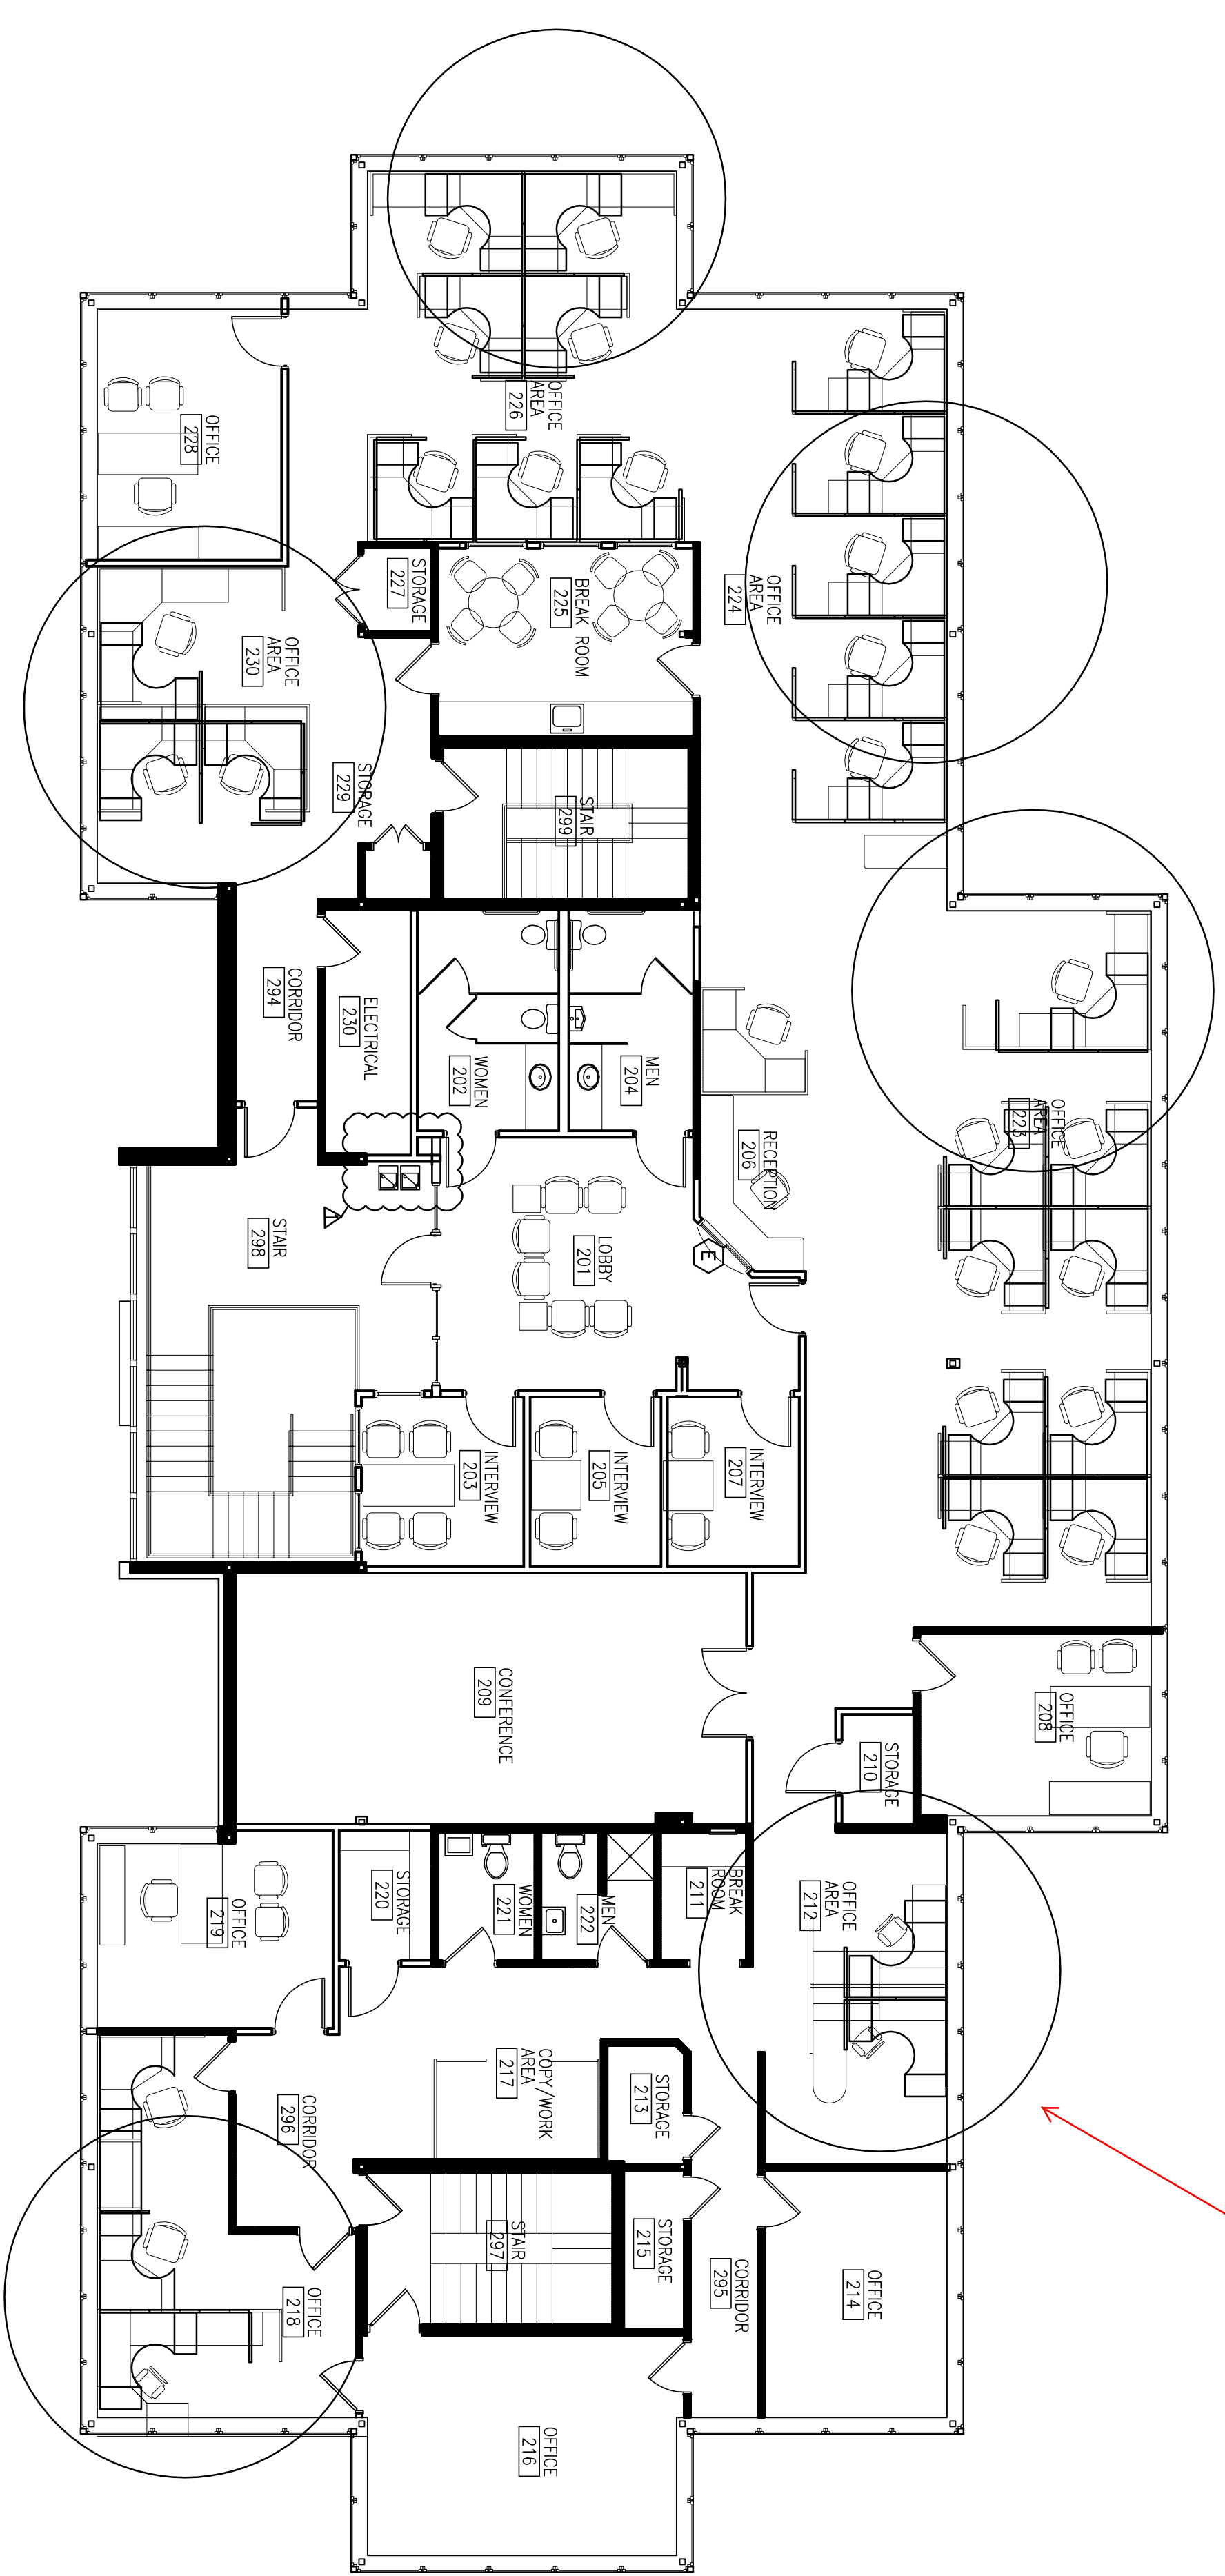 OFFICE
AREA
226
OFFICE
228
STORAGE
227
BREAK ROOM
225
OFFICE
AREA
224
OFFICE
AREA
230
STORAGE
229
STAIR
299
CORRIDOR
294
ELECTRICAL
230
WOMEN
202
MEN
204
RECEPTION
206
OFFICE
AREA
223
STAIR
298
1
LOBBY
201
E
INTERVIEW
203
INTERVIEW
205
INTERVIEW
207
CONFERENCE
209
OFFICE
208
STORAGE
210
OFFICE
219
STORAGE
220
WOMEN
221
MEN
222
BREAK
ROOM
211
OFFICE
AREA
212
CORRIDOR
296
COPY/WORK
AREA
217
STORAGE
213
OFFICE
218
STAIR
297
STORAGE
215
CORRIDOR
295
OFFICE
214
OFFICE
216